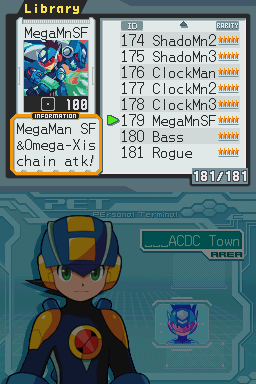 Library
MegaMnSF
100
INFORMATION
MegaMan SF
&Omega-Xis
chain atk!
ID RARITY
174 ShadoMn2
175 ShadoMn3
176 ClockMan
177 ClockMn2
178 ClockMn3
179 MegaMnSF
180 Bass
181 Rogue
181/181
PET
PErsonal Terminal
___ACDC Town
AREA